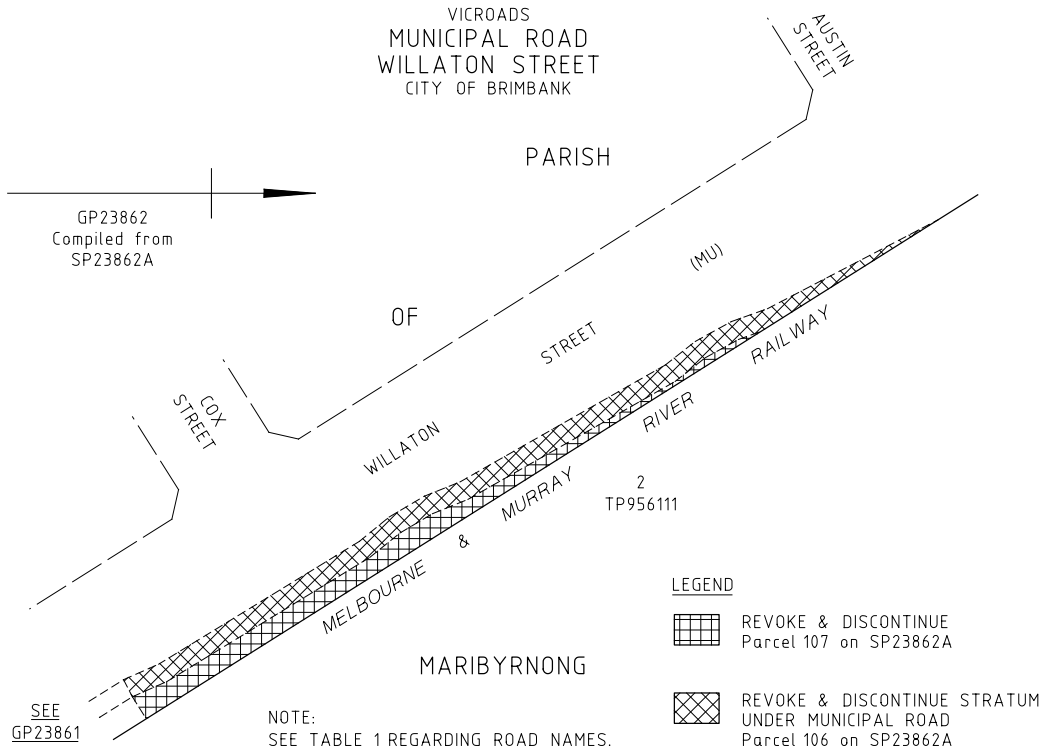 VICROADS
MUNICIPAL ROAD
WILLATON STREET
CITY OF BRIMBANK
AUSTIN
STREET
PARISH
GP23862
Compiled from
SP23862A
(MU)
OF
STREET
RAILWAY
COX
STREET
RIVER
WILLATON
2
TP956111
MURRAY
&
MELBOURNE
LEGEND
REVOKE & DISCONTINUE
Parcel 107 on SP23862A
MARIBYRNONG
REVOKE & DISCONTINUE STRATUM
UNDER MUNICIPAL ROAD
Parcel 106 on SP23862A
SEE
GP23861
NOTE:
SEE TABLE 1 REGARDING ROAD NAMES.